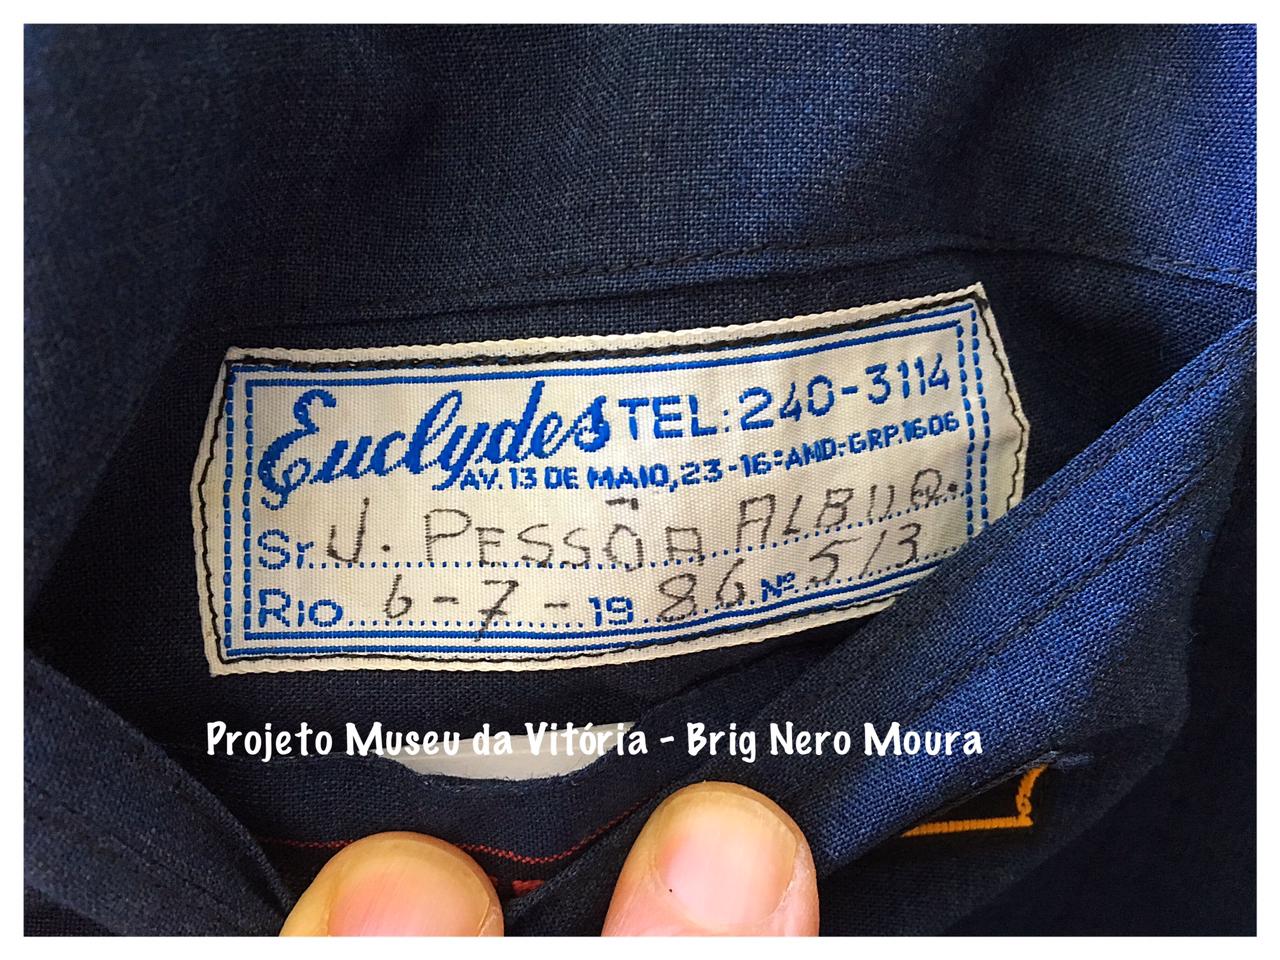 Euclydes TEL: 240-3114
AV. 13 DE MAIO, 23-16º AND.-GRP. 1606
Sr. J. PESSÕA ALBUQ.
Rio 6-7-1986 Nº 513
Projeto Museu da Vitória - Brig Nero Moura